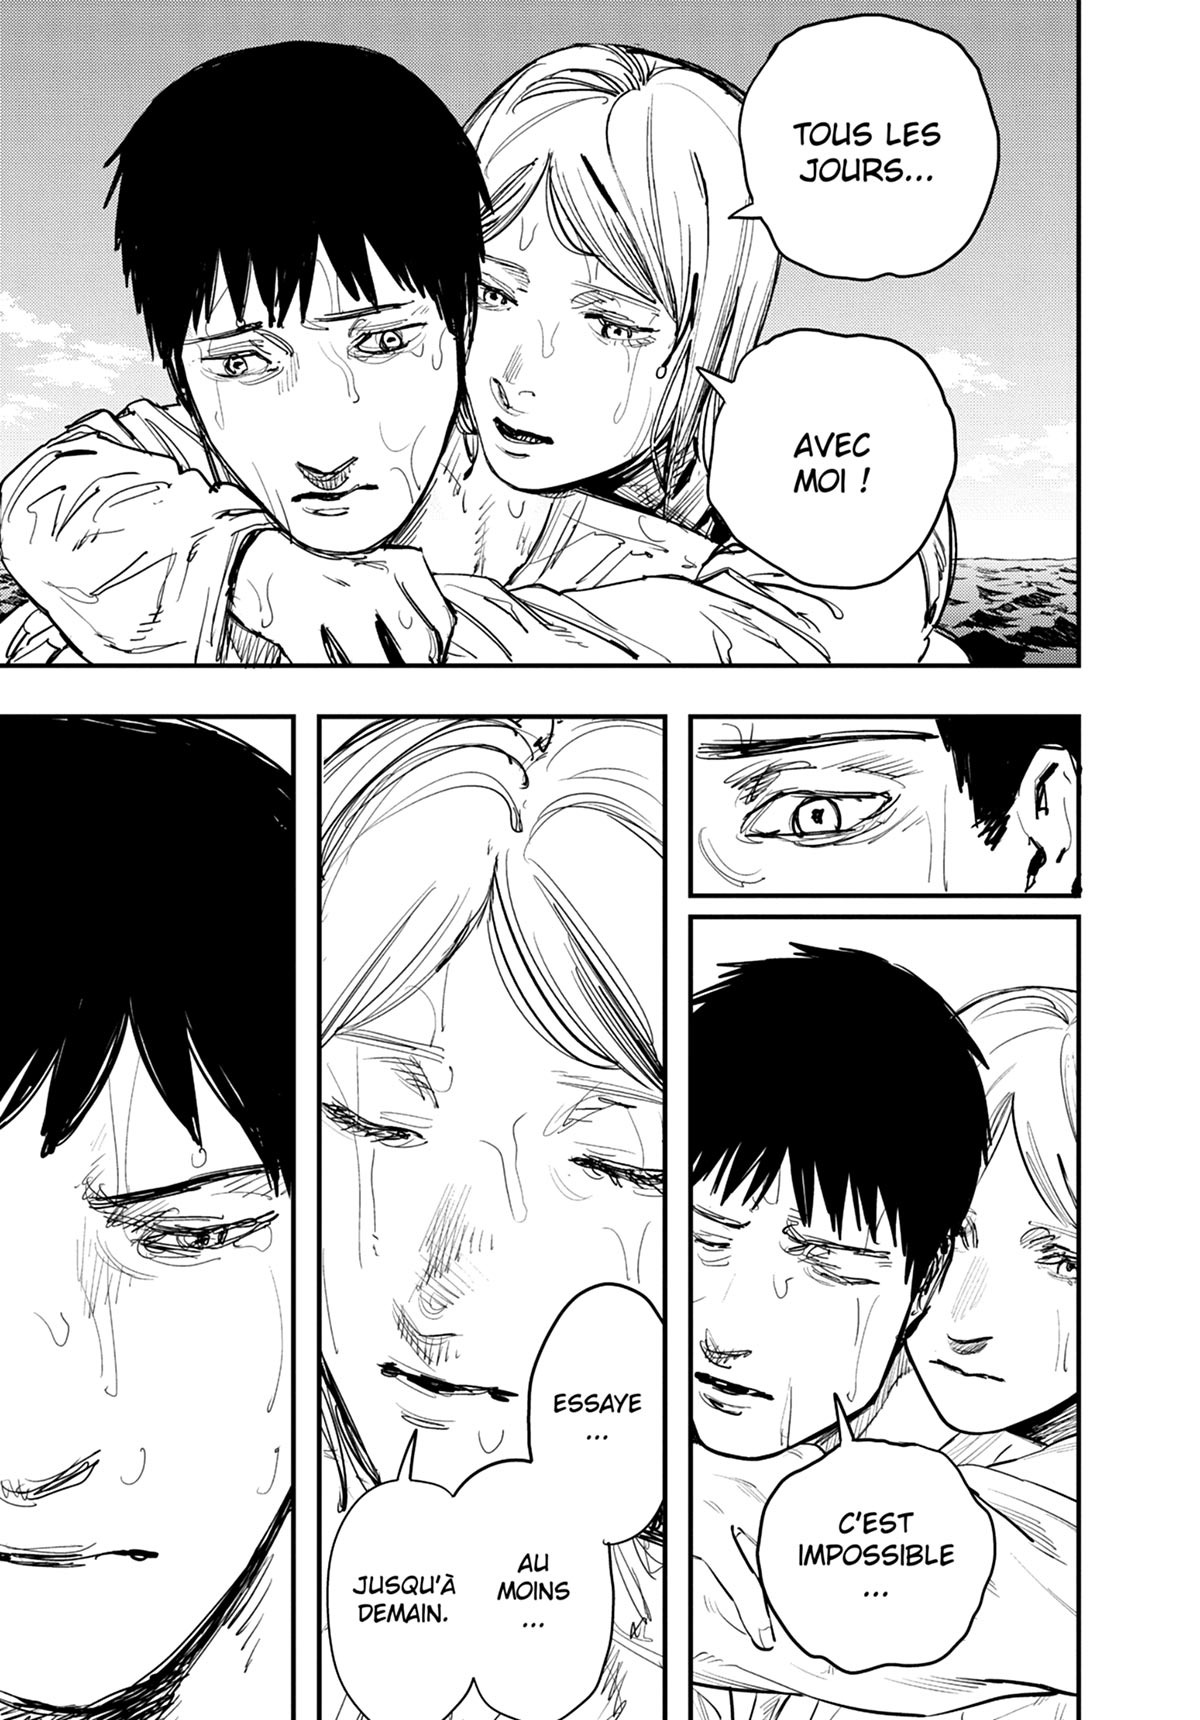 TOUS LES
JOURS...
AVEC
MOI !
C'EST
IMPOSSIBLE
...
ESSAYE
...
AU
MOINS
...
JUSQU'À
DEMAIN.